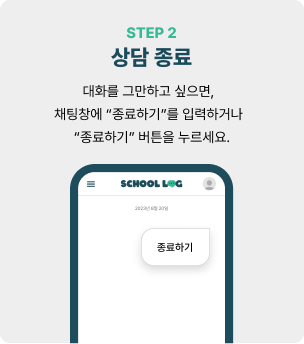 STEP 2
상담 종료
대화를 그만하고 싶으면,
채팅창에 “종료하기”를 입력하거나
“종료하기” 버튼을 누르세요.
SCHOOL LOG
2023년 8월 30일
종료하기